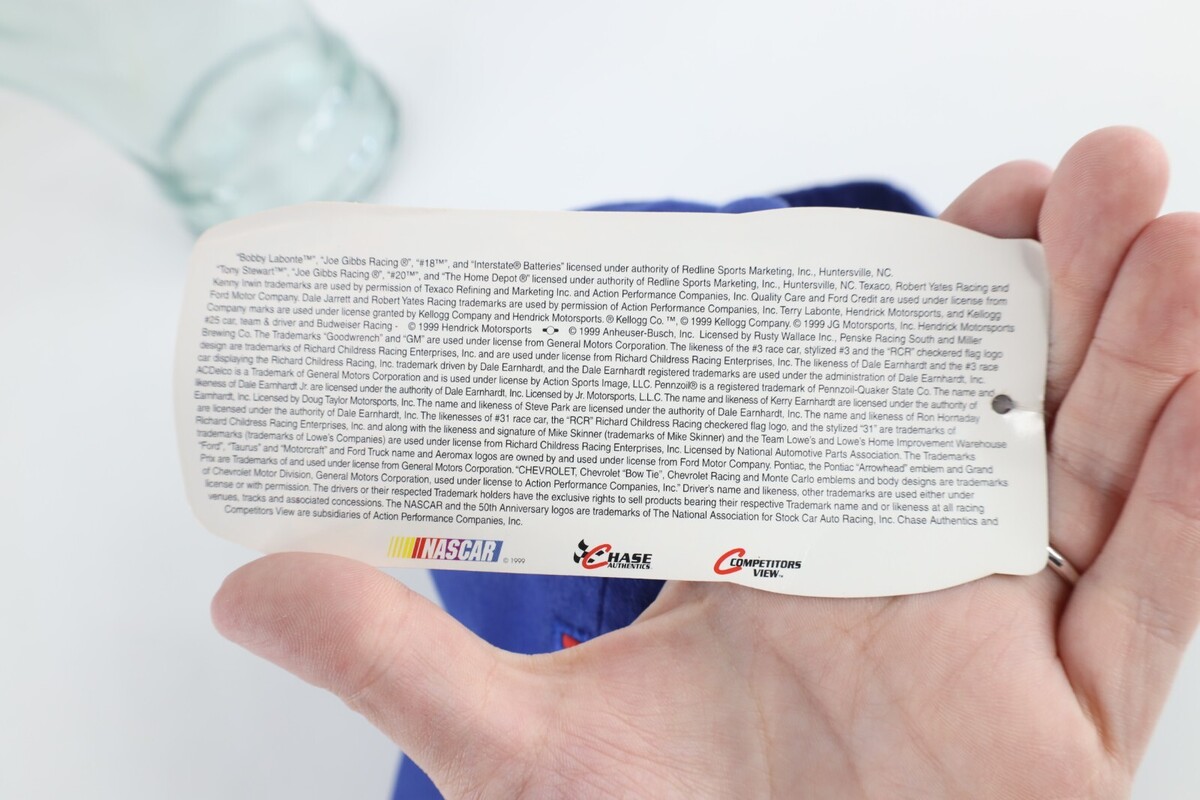 "Bobby Labonte™", "Joe Gibbs Racing ®", "#18™", and "Interstate® Batteries" licensed under authority of Redline Sports Marketing, Inc., Huntersville, NC.
"Tony Stewart™", "Joe Gibbs Racing ®", "#20™", and "The Home Depot ®" licensed under authority of Redline Sports Marketing, Inc., Huntersville, NC. Texaco, Robert Yates Racing and
Kenny Irwin trademarks are used by permission of Texaco Refining and Marketing Inc. and Action Performance Companies, Inc. Quality Care and Ford Credit are used under license from
Ford Motor Company. Dale Jarrett and Robert Yates Racing trademarks are used by permission of Action Performance Companies, Inc. Terry Labonte, Hendrick Motorsports, and Kellogg
Company marks are used under license granted by Kellogg Company and Hendrick Motorsports. ® Kellogg Co. ™, © 1999 Kellogg Company. © 1999 JG Motorsports, Inc. Hendrick Motorsports
#25 car, team & driver and Budweiser Racing - © 1999 Hendrick Motorsports © 1999 Anheuser-Busch, Inc. Licensed by Rusty Wallace Inc., Penske Racing South and Miller
Brewing Co. The Trademarks "Goodwrench" and "GM" are used under license from General Motors Corporation. The likeness of the #3 race car, stylized #3 and the "RCR" checkered flag logo
design are trademarks of Richard Childress Racing Enterprises, Inc. and are used under license from Richard Childress Racing Enterprises, Inc. The likeness of Dale Earnhardt and the #3 race
car displaying the Richard Childress Racing, Inc. trademark driven by Dale Earnhardt, and the Dale Earnhardt registered trademarks are used under the administration of Dale Earnhardt, Inc.
ACDelco is a Trademark of General Motors Corporation and is used under license by Action Sports Image, LLC. Pennzoil® is a registered trademark of Pennzoil-Quaker State Co. The name and
likeness of Dale Earnhardt Jr. are licensed under the authority of Dale Earnhardt, Inc. Licensed by Jr. Motorsports, L.L.C. The name and likeness of Kerry Earnhardt are licensed under the authority of
Earnhardt, Inc. Licensed by Doug Taylor Motorsports, Inc. The name and likeness of Steve Park are licensed under the authority of Dale Earnhardt, Inc. The name and likeness of Ron Hornaday
are licensed under the authority of Dale Earnhardt, Inc. The likenesses of #31 race car, the "RCR" Richard Childress Racing checkered flag logo, and the stylized "31" are trademarks of
Richard Childress Racing Enterprises, Inc. and along with the likeness and signature of Mike Skinner (trademarks of Mike Skinner) and the Team Lowe's and Lowe's Home Improvement Warehouse
trademarks (trademarks of Lowe's Companies) are used under license from Richard Childress Racing Enterprises, Inc. Licensed by National Automotive Parts Association. The Trademarks
"Ford", "Taurus" and "Motorcraft" and Ford Truck name and Aeromax logos are owned by and used under license from Ford Motor Company. Pontiac, the Pontiac "Arrowhead" emblem and Grand
Prix are Trademarks of and used under license from General Motors Corporation. "CHEVROLET, Chevrolet "Bow Tie", Chevrolet Racing and Monte Carlo emblems and body designs are trademarks
of Chevrolet Motor Division, General Motors Corporation, used under license to Action Performance Companies, Inc." Driver's name and likeness, other trademarks are used either under
license or with permission. The drivers or their respected Trademark holders have the exclusive rights to sell products bearing their respective Trademark name and or likeness at all racing
venues, tracks and associated concessions. The NASCAR and the 50th Anniversary logos are trademarks of The National Association for Stock Car Auto Racing, Inc. Chase Authentics and
Competitors View are subsidiaries of Action Performance Companies, Inc.
NASCAR © 1999
CHASE
AUTHENTICS
COMPETITORS
VIEW™